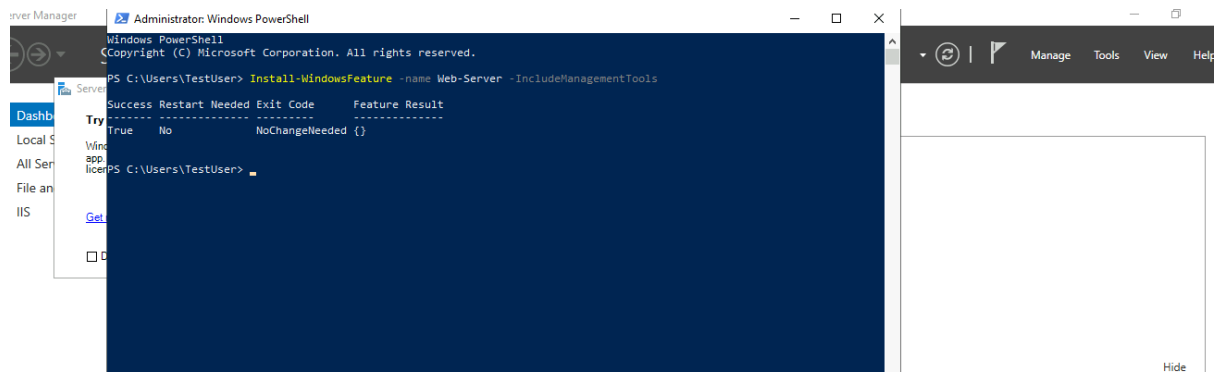 erver Manager
Administrator: Windows PowerShell
Windows PowerShell
Copyright (C) Microsoft Corporation. All rights reserved.
Manage Tools View Help
PS C:\Users\TestUser> Install-WindowsFeature -name Web-Server -IncludeManagementTools
Server
Success Restart Needed Exit Code Feature Result
------- -------------- --------- --------------
True No NoChangeNeeded {}
PS C:\Users\TestUser>
Dashb
Local S
All Ser
File an
IIS
Try
Wind
app.
licen
Get
Hide